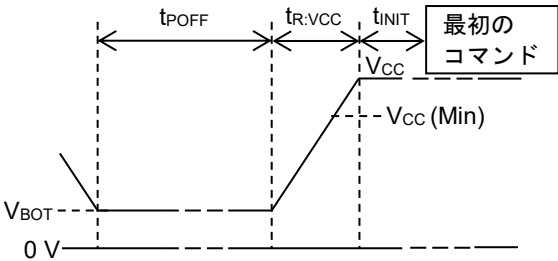 tPOFF
tR:VCC
tINIT
最初の
コマンド
VCC
VCC (Min)
VBOT
0 V